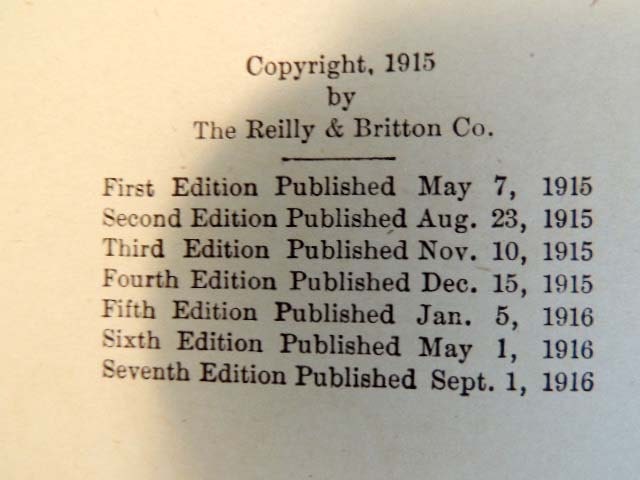 Copyright, 1915
by
The Reilly & Britton Co.
First Edition Published May 7, 1915
Second Edition Published Aug. 23, 1915
Third Edition Published Nov. 10, 1915
Fourth Edition Published Dec. 15, 1915
Fifth Edition Published Jan. 5, 1916
Sixth Edition Published May 1, 1916
Seventh Edition Published Sept. 1, 1916